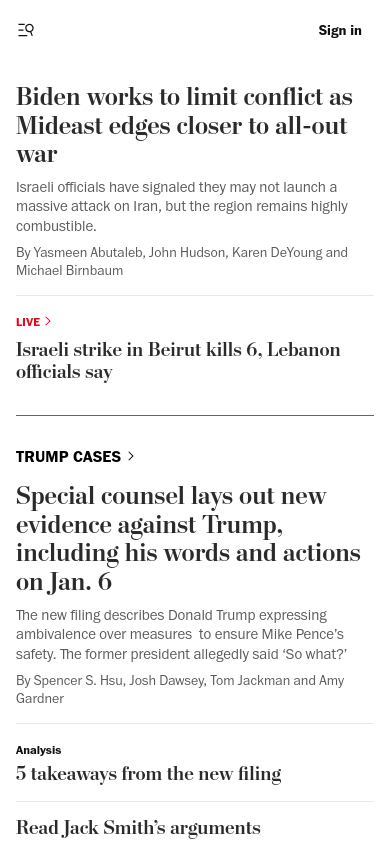 Sign in
Biden works to limit conflict as
Mideast edges closer to all-out
war
Israeli officials have signaled they may not launch a
massive attack on Iran, but the region remains highly
combustible.
By Yasmeen Abutaleb, John Hudson, Karen DeYoung and
Michael Birnbaum
LIVE
Israeli strike in Beirut kills 6, Lebanon
officials say
TRUMP CASES
Special counsel lays out new
evidence against Trump,
including his words and actions
on Jan. 6
The new filing describes Donald Trump expressing
ambivalence over measures  to ensure Mike Pence’s
safety. The former president allegedly said ‘So what?’
By Spencer S. Hsu, Josh Dawsey, Tom Jackman and Amy
Gardner
Analysis
5 takeaways from the new filing
Read Jack Smith’s arguments